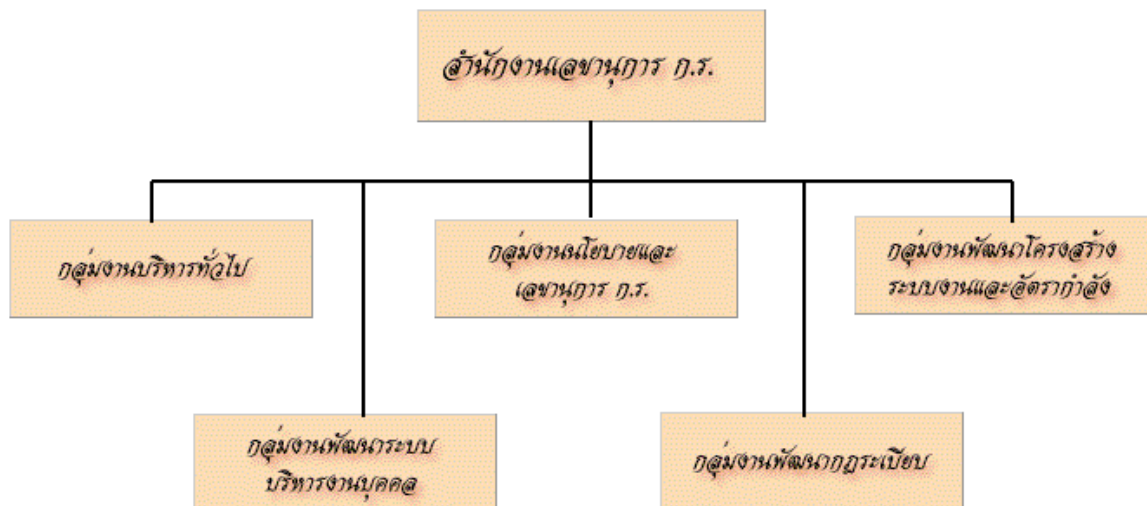 สำนักงานเลขานุการ ก.ร.
กลุ่มงานบริหารทั่วไป
กลุ่มงานนโยบายและ
เลขานุการ ก.ร.
กลุ่มงานพัฒนาโครงสร้าง
ระบบงานและอัตรากำลัง
กลุ่มงานพัฒนาระบบ
บริหารงานบุคคล
กลุ่มงานพัฒนากฎระเบียบ